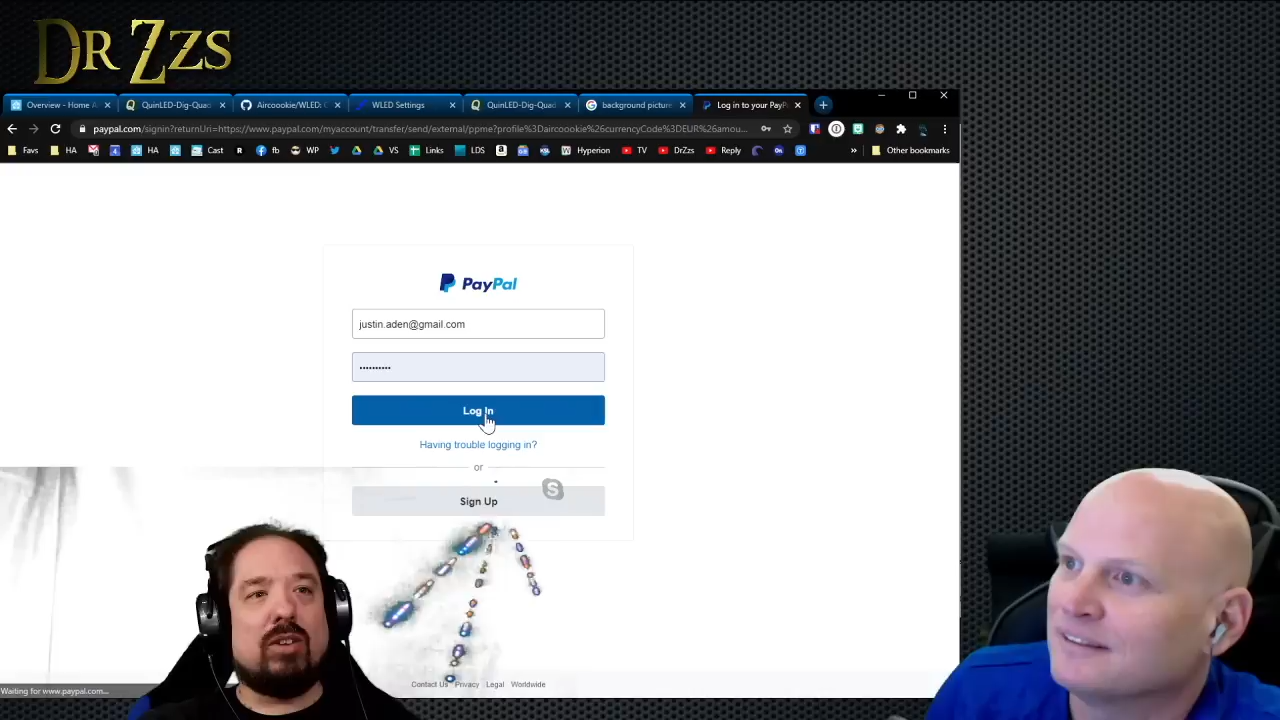 DR ZZS
Overview - Home A
QuinLED-Dig-Quad
Aircoookie/WLED: C
WLED Settings
QuinLED-Dig-Quad
background picture
Log in to your PayP
paypal.com/signin?returnUri=https://www.paypal.com/myaccount/transfer/send/external/ppme?profile%3Daircoookie%26currencyCode%3DEUR%26amou...
Favs HA 4 HA Cast R fb WP VS Links LDS Hyperion TV DrZzs Reply On » Other bookmarks
PayPal
justin.aden@gmail.com
••••••••••
Log In
Having trouble logging in?
or
S
Sign Up
Contact Us Privacy Legal Worldwide
Waiting for www.paypal.com...